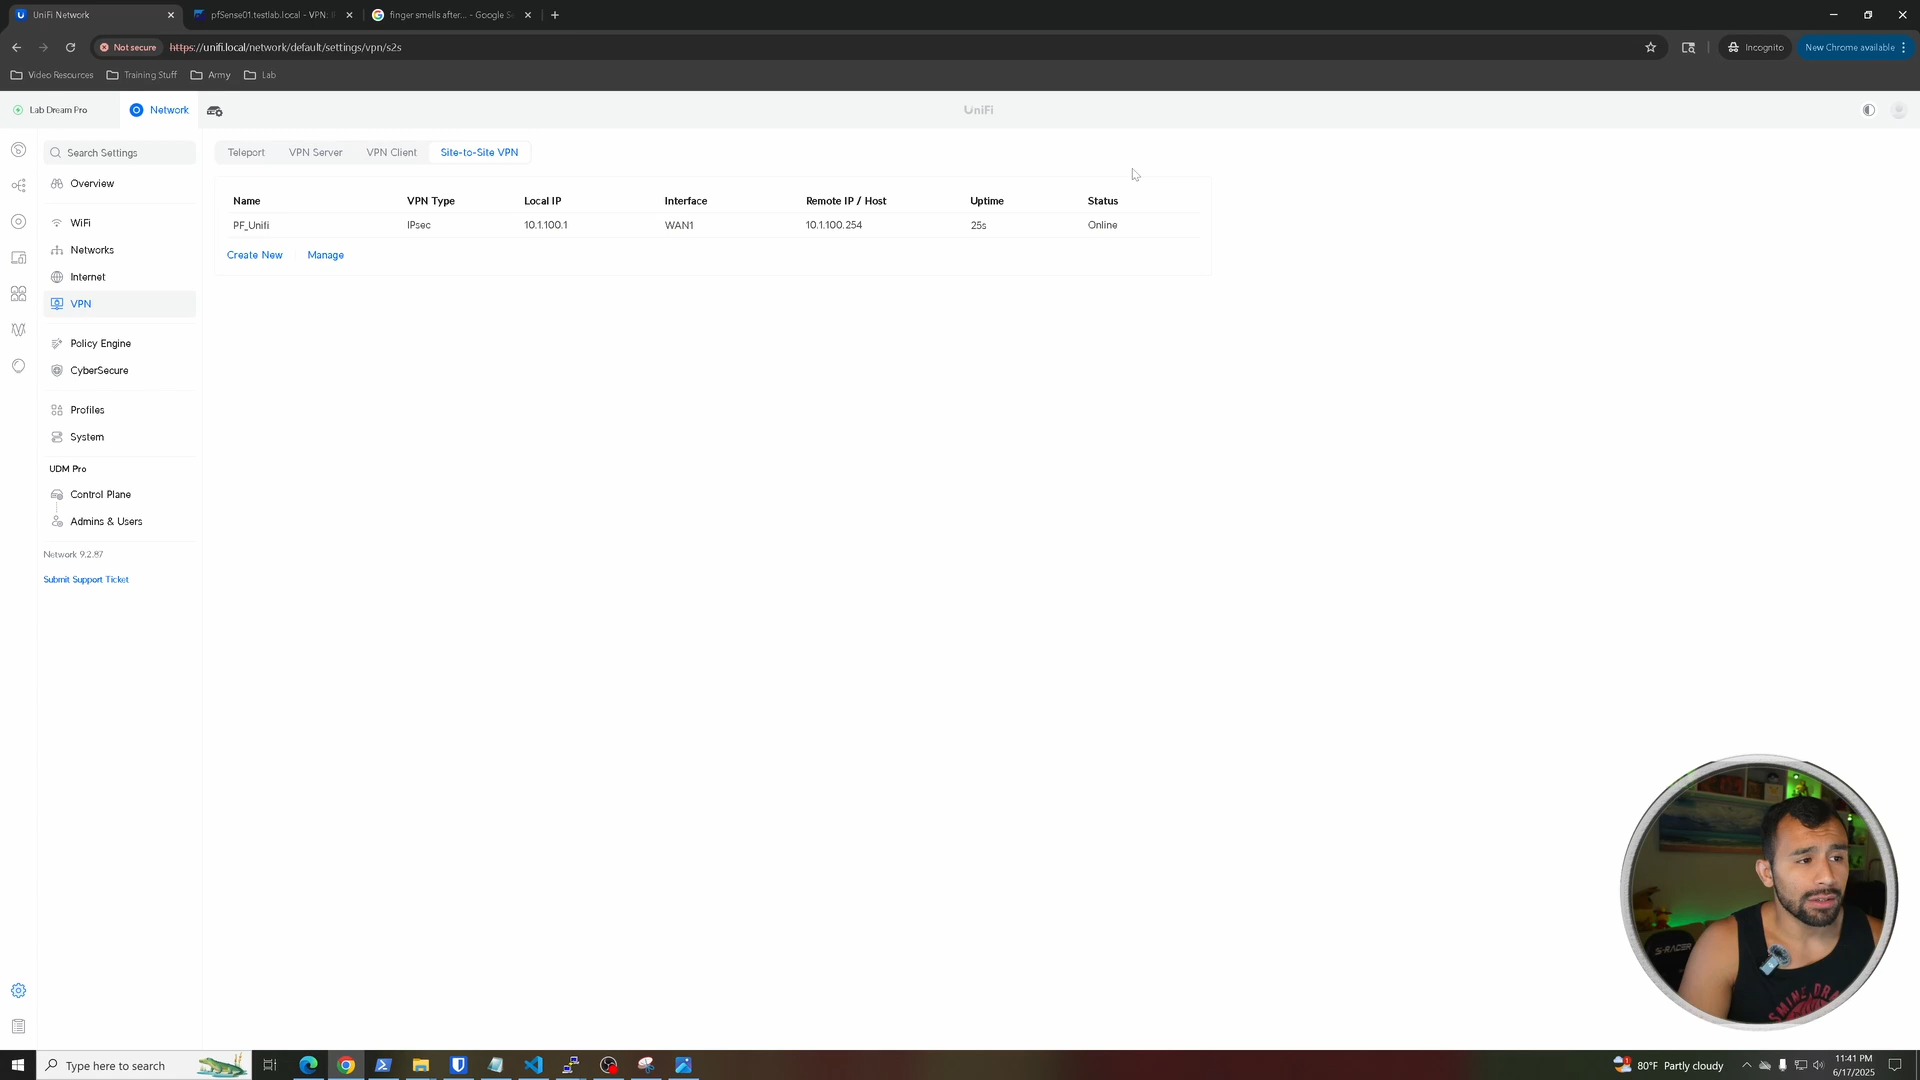 UniFi Network
pfSense01.testlab.local - VPN: I
finger smells after... - Google Se
Not secure
https://unifi.local/network/default/settings/vpn/s2s
Incognito
New Chrome available
Video Resources
Training Stuff
Army
Lab
Lab Dream Pro
Network
UniFi
Search Settings
Teleport
VPN Server
VPN Client
Site-to-Site VPN
Overview
WiFi
Networks
Internet
VPN
Policy Engine
CyberSecure
Profiles
System
UDM Pro
Control Plane
Admins & Users
Network 9.2.87
Submit Support Ticket
Name VPN Type Local IP Interface Remote IP / Host Uptime Status
PF_Unifi IPsec 10.1.100.1 WAN1 10.1.100.254 25s Online
Create New Manage
S-RACER
Type here to search
80°F Partly cloudy
11:41 PM
6/17/2025